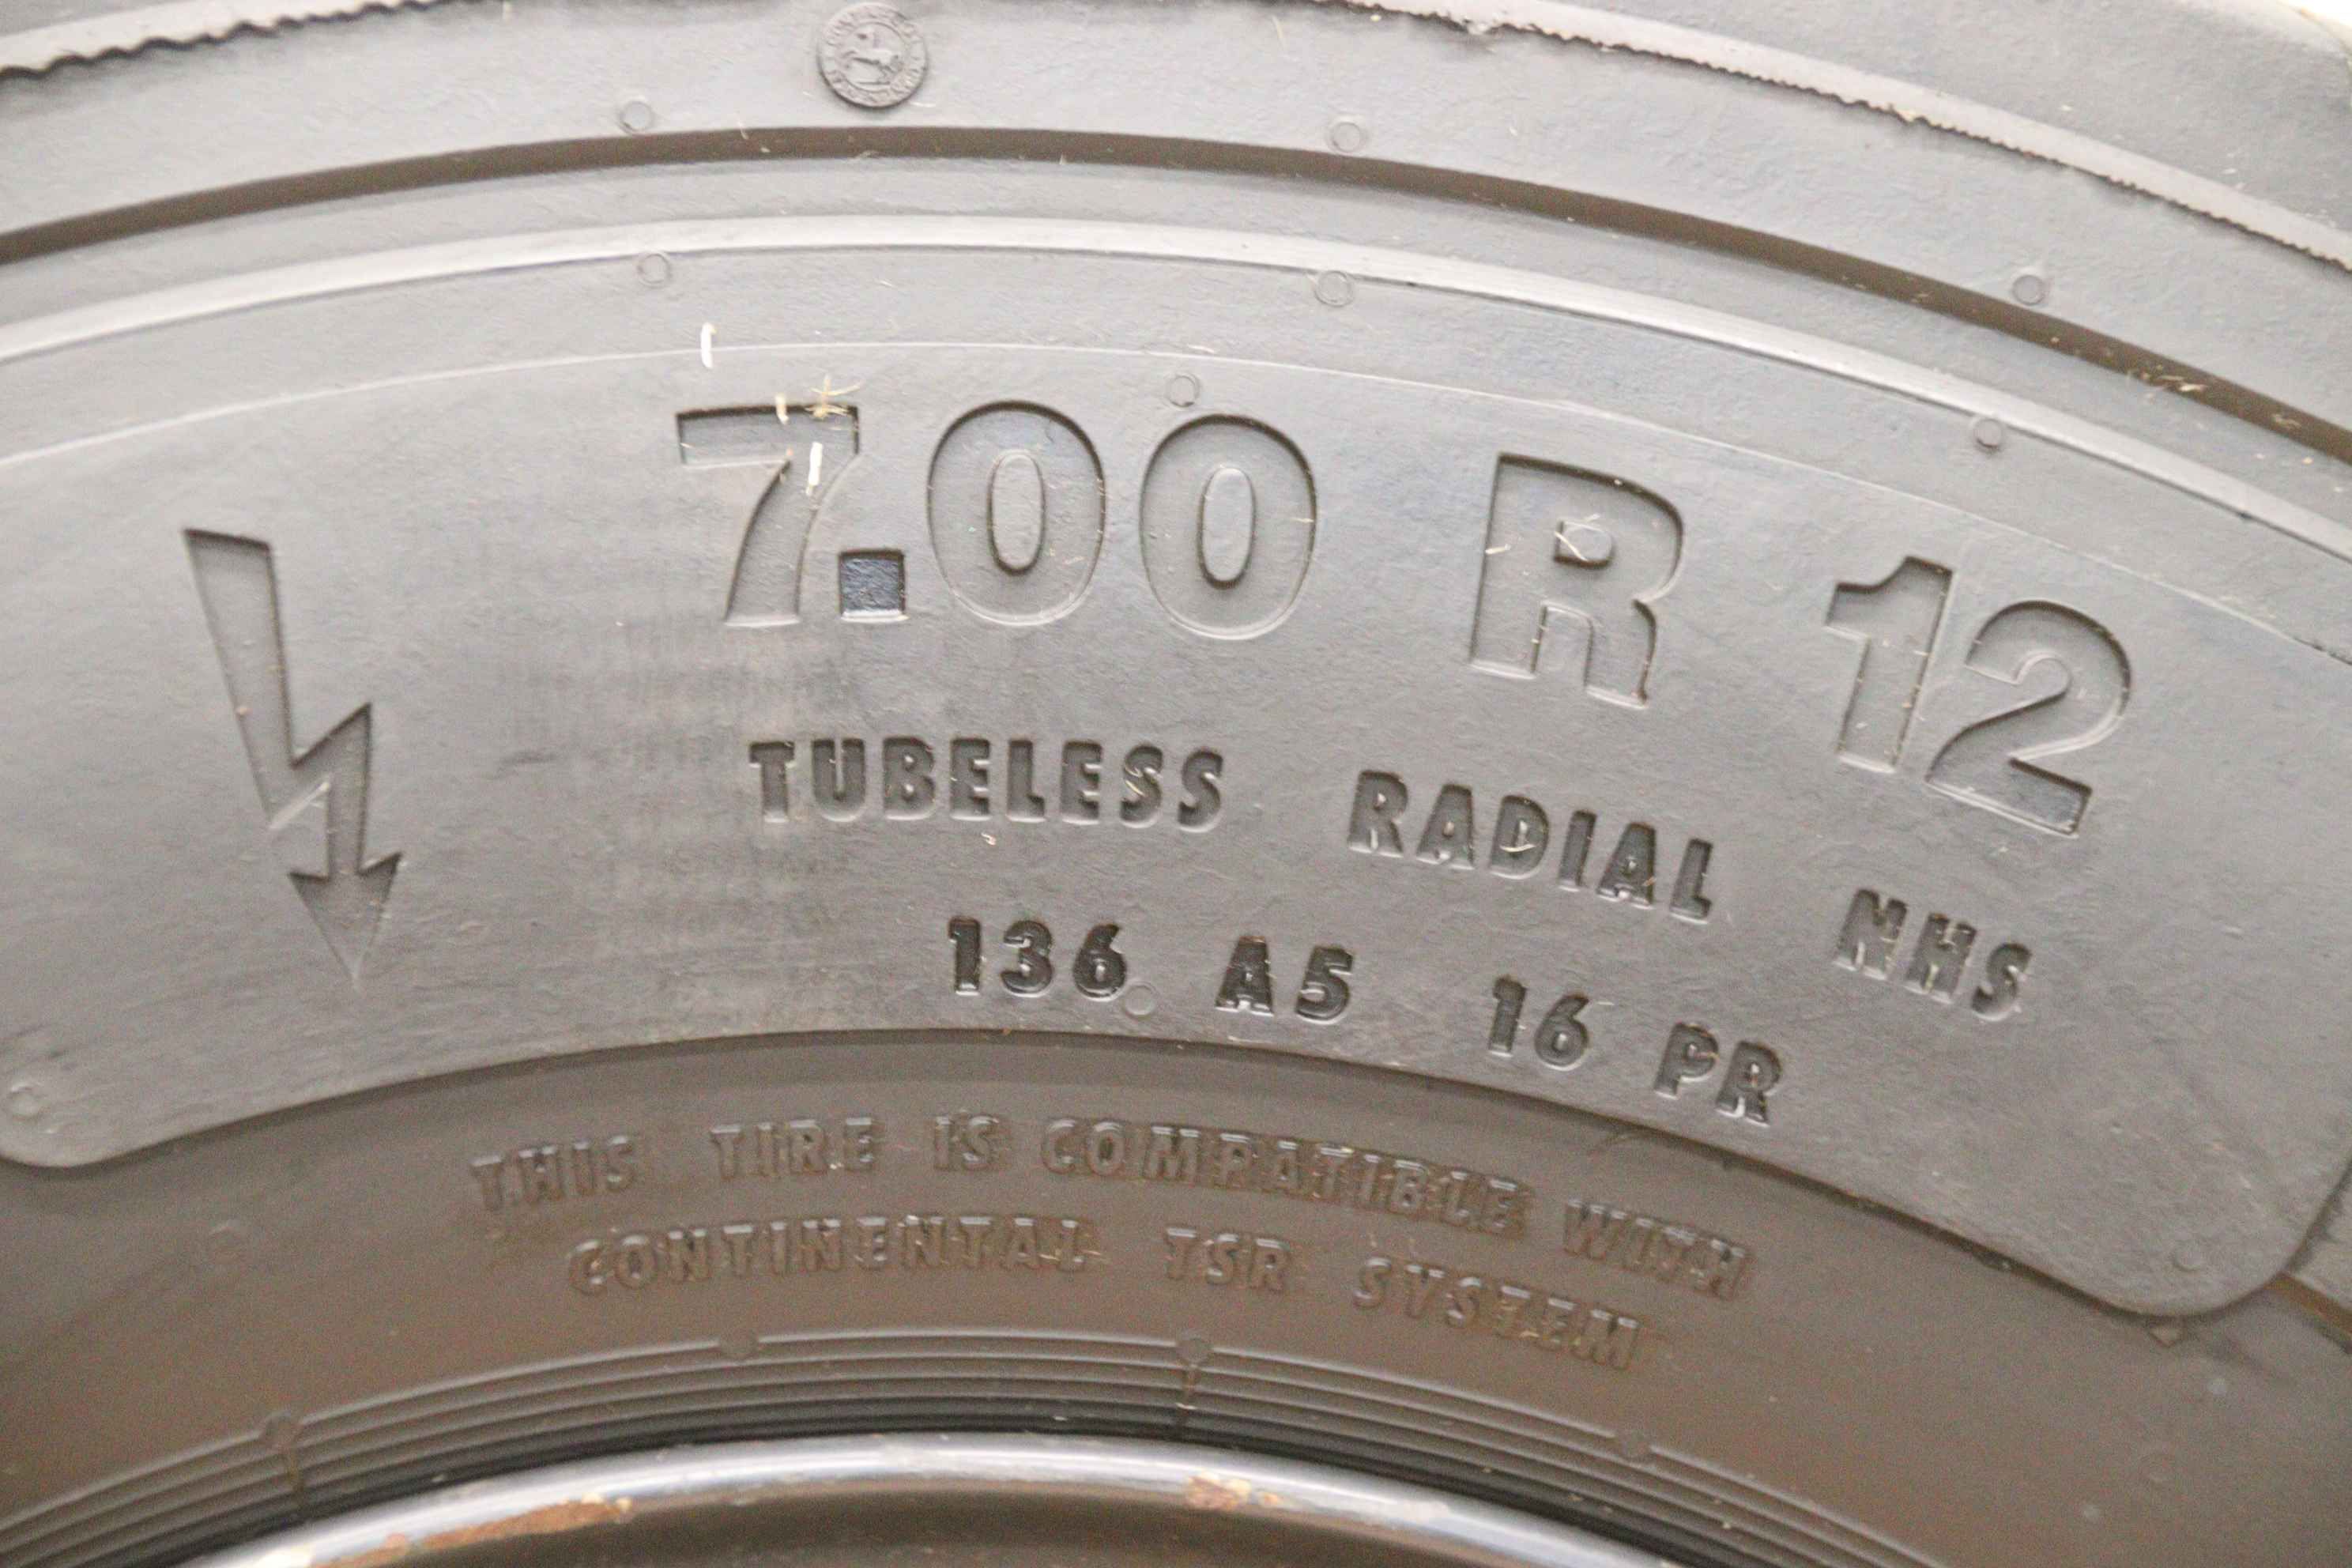 7.00 R 12
TUBELESS RADIAL NHS
136 A5 16 PR
THIS TIRE IS COMPATIBLE WITH
CONTINENTAL TSR SYSTEM